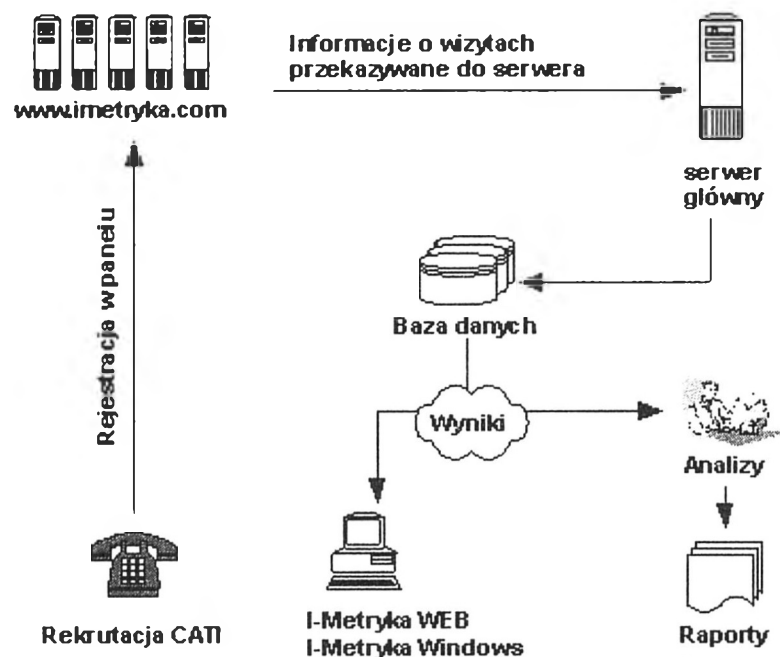 Informacje o wizytach
przekazywane do serwera
www.imetryka.com
serwer
główny
Rejestracja w panelu
Baza danych
Wyniki
Analizy
Rekrutacja CATI
I-Metryka WEB
I-Metryka Windows
Raporty